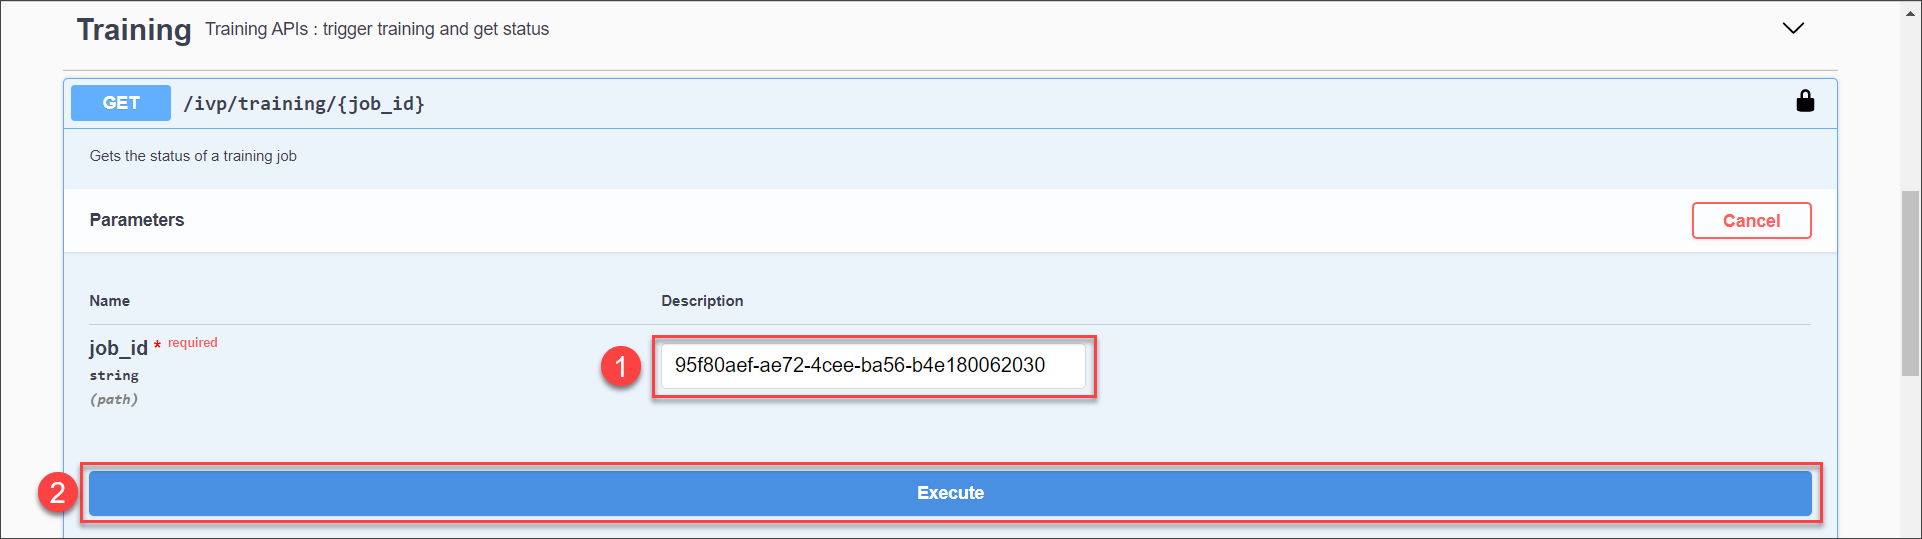 Training Training APIs : trigger training and get status
GET /ivp/training/{job_id}
Gets the status of a training job
Parameters Cancel
Name Description
job_id * required
string
(path)
1 95f80aef-ae72-4cee-ba56-b4e180062030
2 Execute